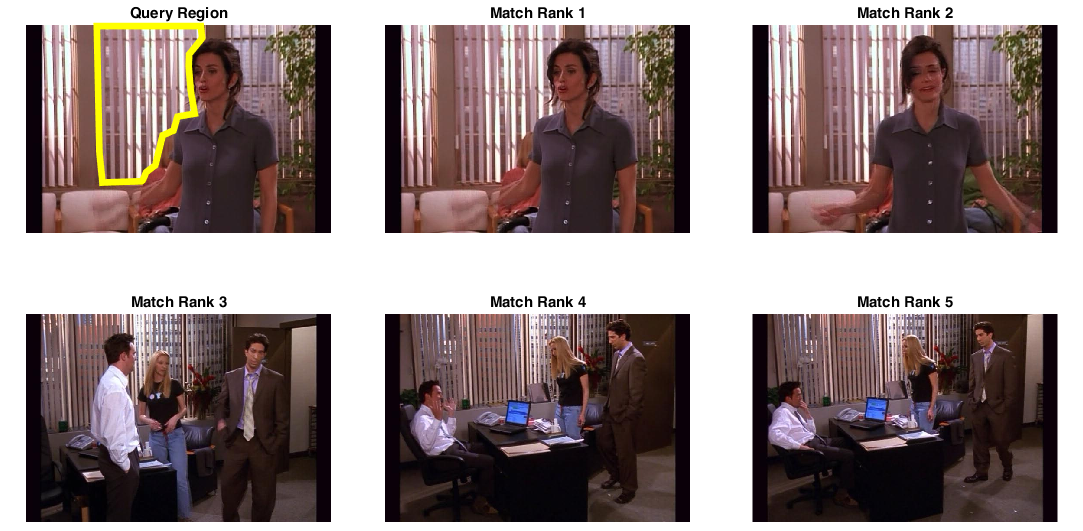 Query Region
Match Rank 1
Match Rank 2
Match Rank 3
Match Rank 4
Match Rank 5